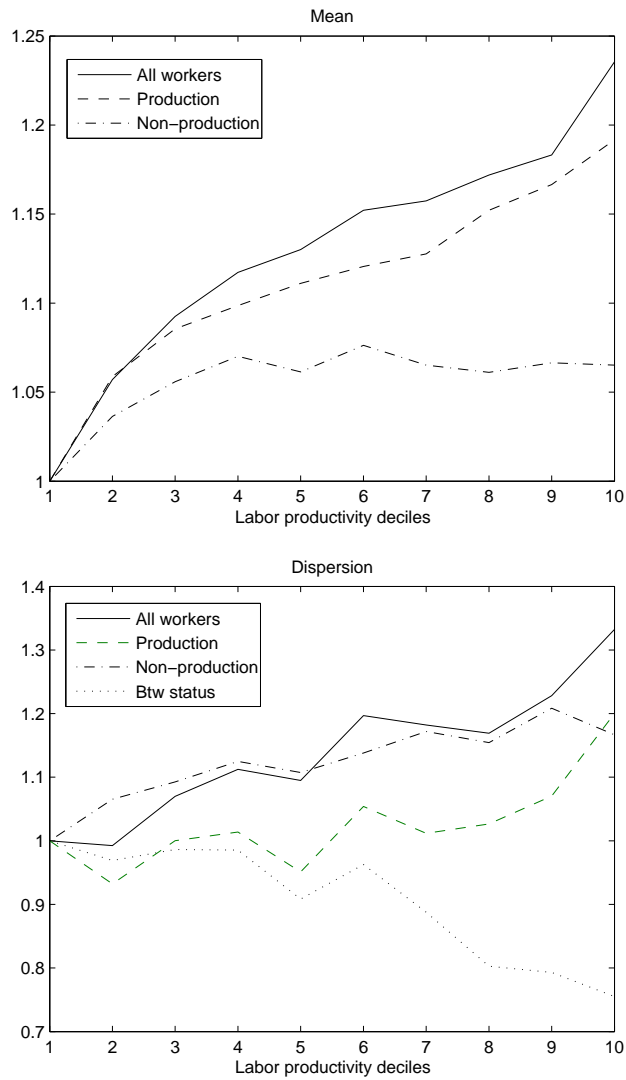 Mean
1.25
1.2
1.15
1.1
1.05
1
All workers
Production
Non−production
1 2 3 4 5 6 7 8 9 10
Labor productivity deciles
Dispersion
1.4
1.3
1.2
1.1
1
0.9
0.8
0.7
All workers
Production
Non−production
Btw status
1 2 3 4 5 6 7 8 9 10
Labor productivity deciles